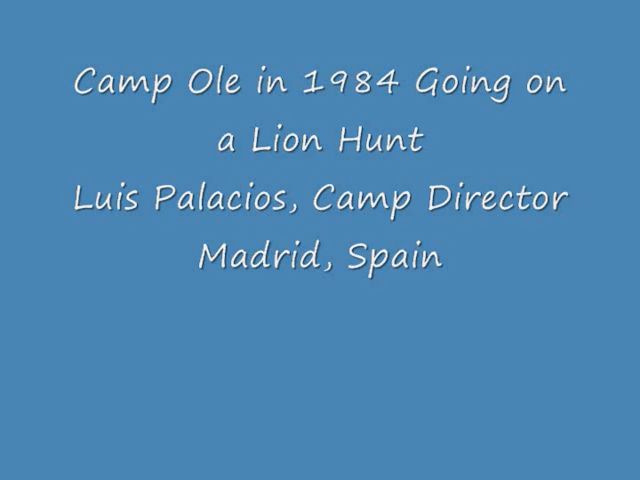 Camp Ole in 1984 Going on
a Lion Hunt
Luis Palacios, Camp Director
Madrid, Spain